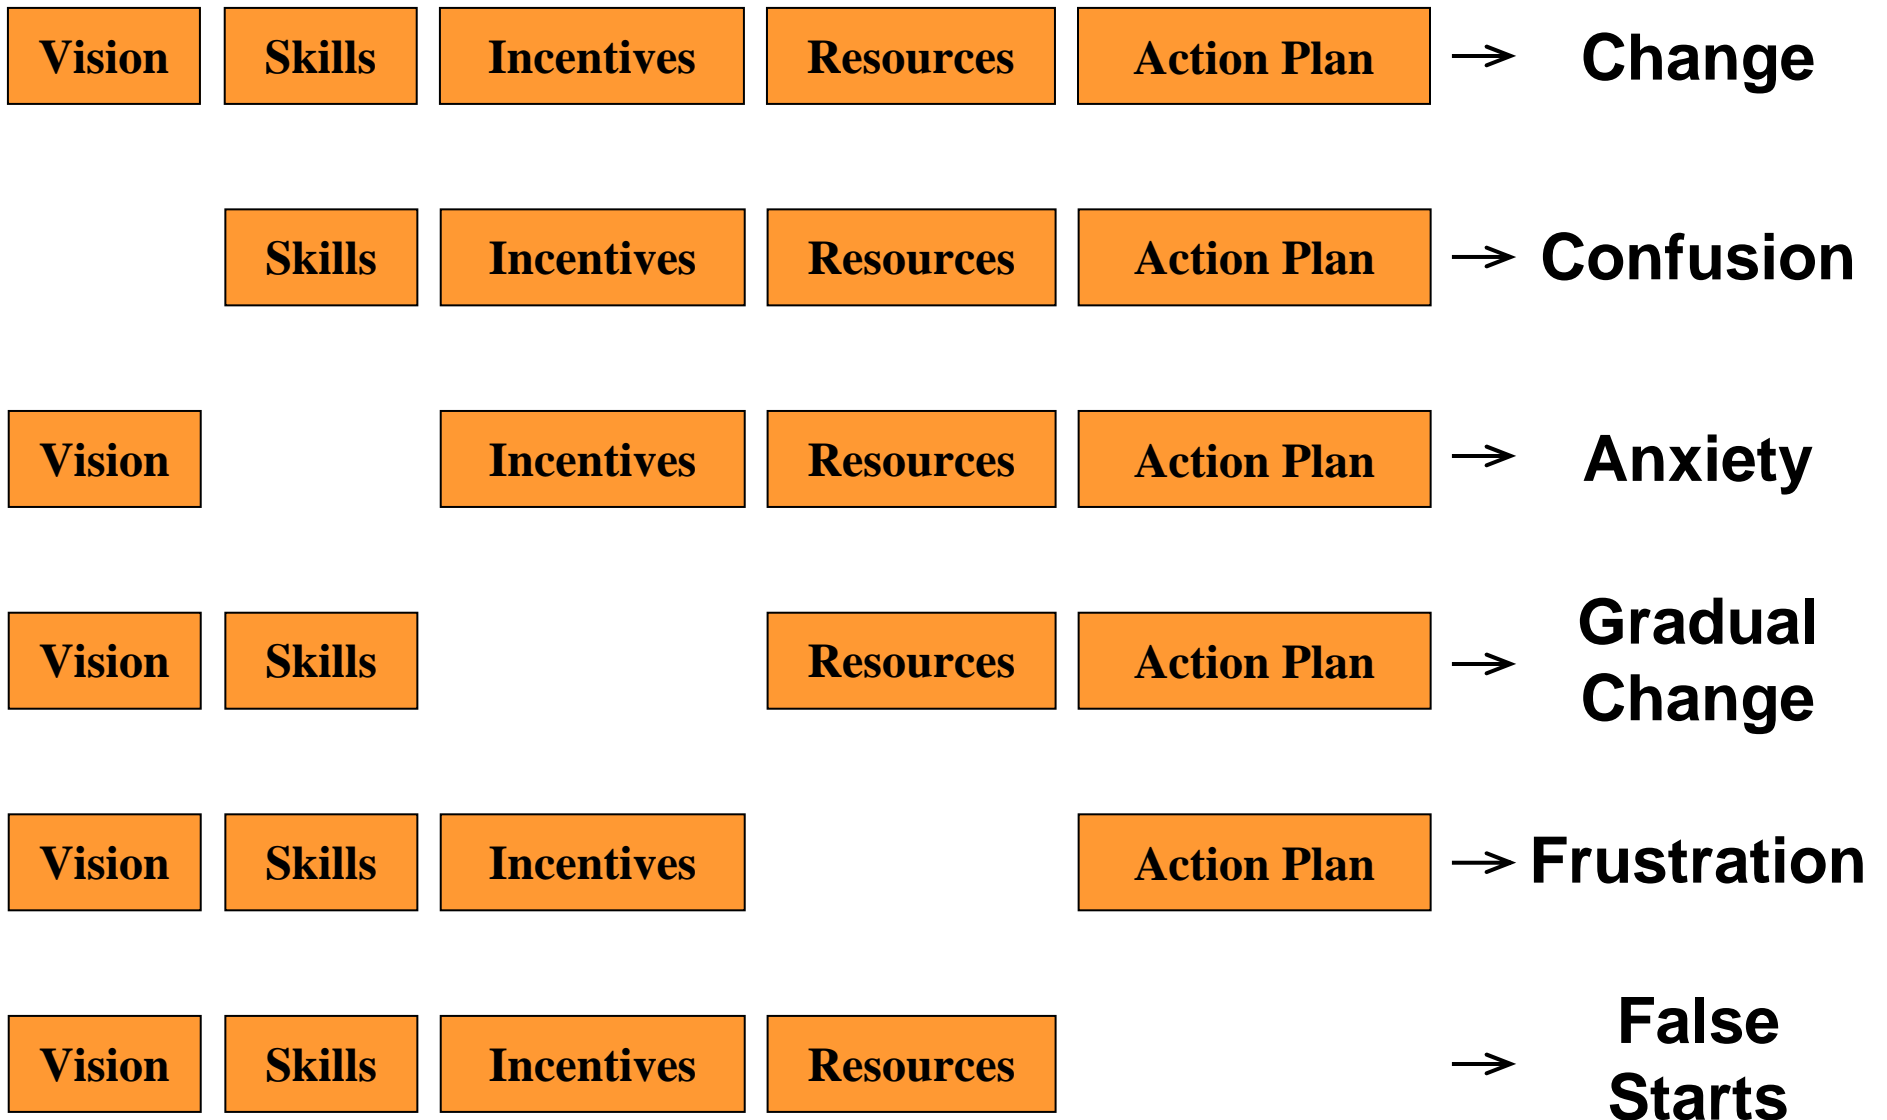 Vision Skills Incentives Resources Action Plan Change
Skills Incentives Resources Action Plan Confusion
Vision Incentives Resources Action Plan Anxiety
Vision Skills Resources Action Plan Gradual
Change
Vision Skills Incentives Action Plan Frustration
Vision Skills Incentives Resources False
Starts